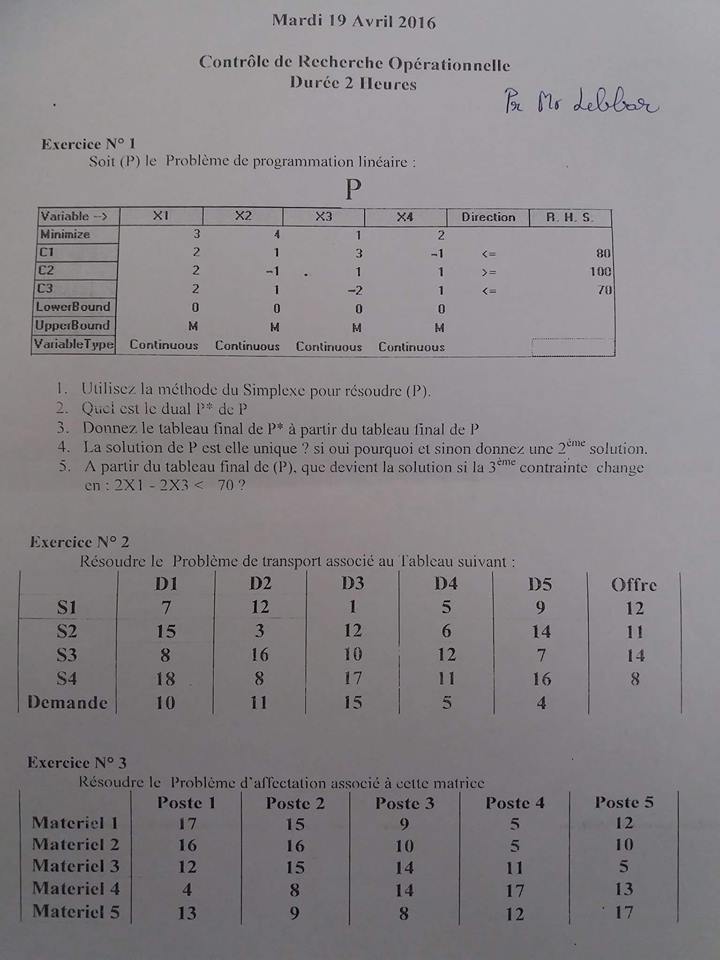 Mardi 19 Avril 2016
Contrôle de Recherche Opérationnelle
Durée 2 Heures
Pr Mr Lebbar
Exercice N° 1
Soit (P) le Problème de programmation linéaire :
P
Variable --> X1 X2 X3 X4 Direction R. H. S.
Minimize 3 4 1 2
C1 2 1 3 -1 <= 80
C2 2 -1 1 1 >= 100
C3 2 1 -2 1 <= 70
LowerBound 0 0 0 0
UpperBound M M M M
VariableType Continuous Continuous Continuous Continuous
1. Utilisez la méthode du Simplexe pour résoudre (P).
2. Quel est le dual P* de P
3. Donnez le tableau final de P* à partir du tableau final de P
4. La solution de P est elle unique ? si oui pourquoi et sinon donnez une 2ème solution.
5. A partir du tableau final de (P), que devient la solution si la 3ème contrainte change
en : 2X1 - 2X3 < 70 ?
Exercice N° 2
Résoudre le Problème de transport associé au Tableau suivant :
D1 D2 D3 D4 D5 Offre
S1 7 12 1 5 9 12
S2 15 3 12 6 14 11
S3 8 16 10 12 7 14
S4 18 8 17 11 16 8
Demande 10 11 15 5 4
Exercice N° 3
Résoudre le Problème d'affectation associé à cette matrice
Poste 1 Poste 2 Poste 3 Poste 4 Poste 5
Materiel 1 17 15 9 5 12
Materiel 2 16 16 10 5 10
Materiel 3 12 15 14 11 5
Materiel 4 4 8 14 17 13
Materiel 5 13 9 8 12 17